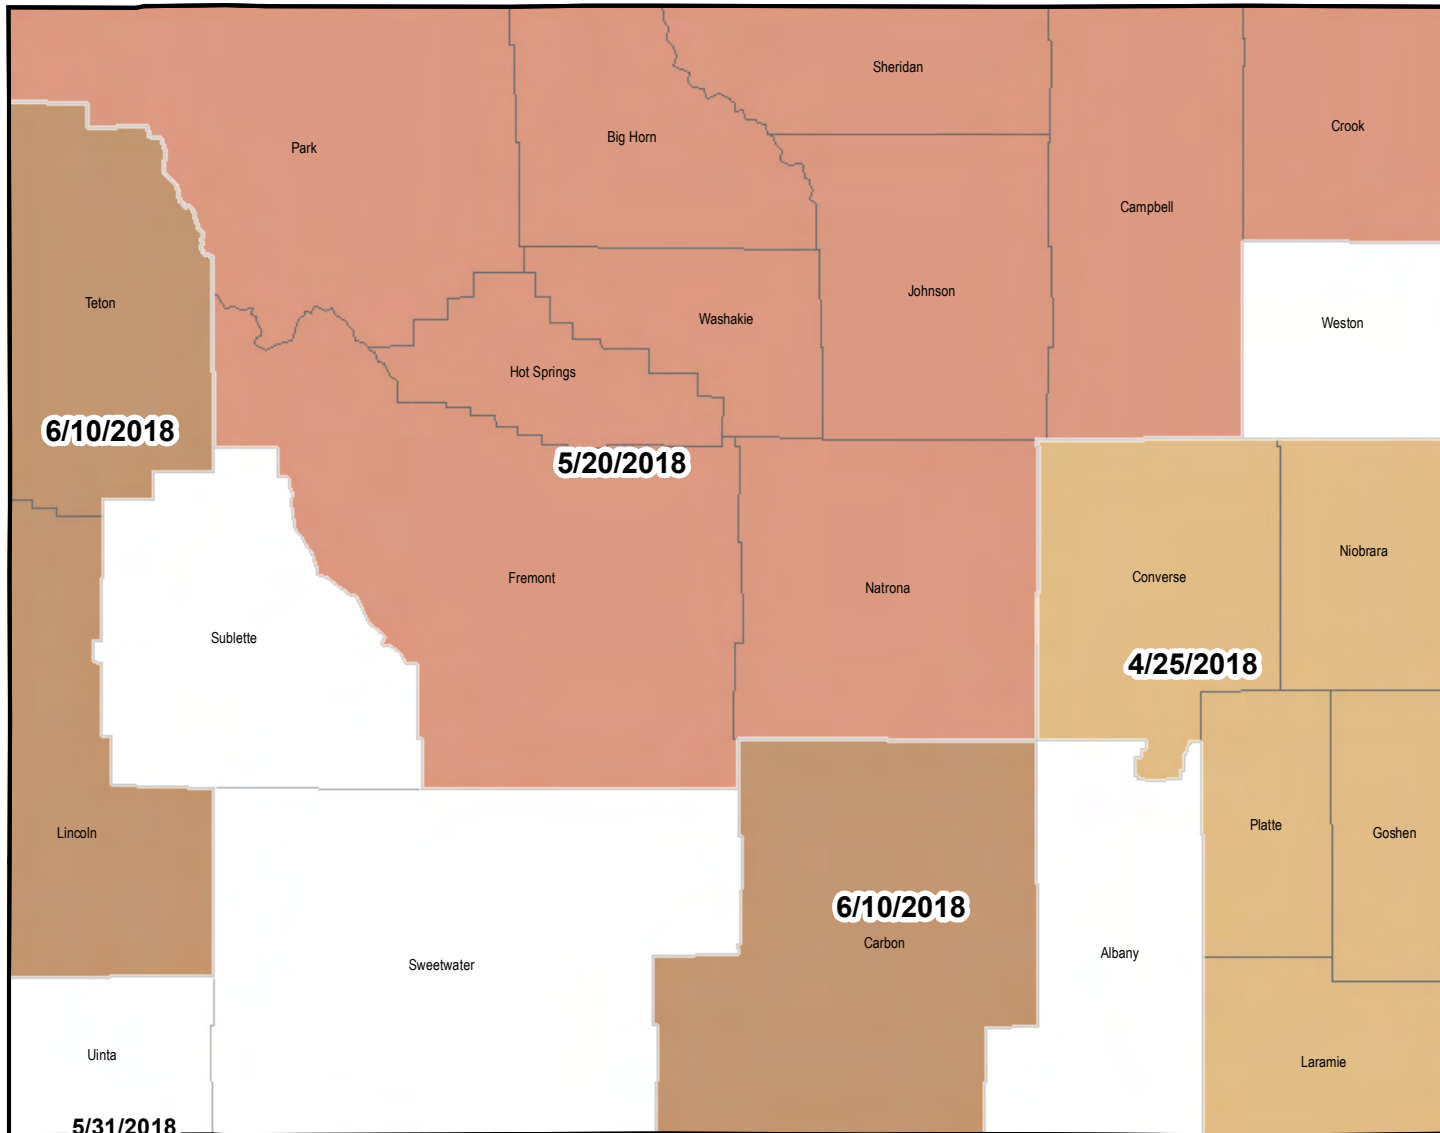 Sheridan
Crook
Big Horn
Park
Campbell
Johnson
Teton
Washakie
Weston
Hot Springs
6/10/2018
5/20/2018
Niobrara
Fremont
Converse
Natrona
Sublette
4/25/2018
Platte
Lincoln
Goshen
6/10/2018
Carbon
Albany
Sweetwater
Uinta
Laramie
5/31/2018